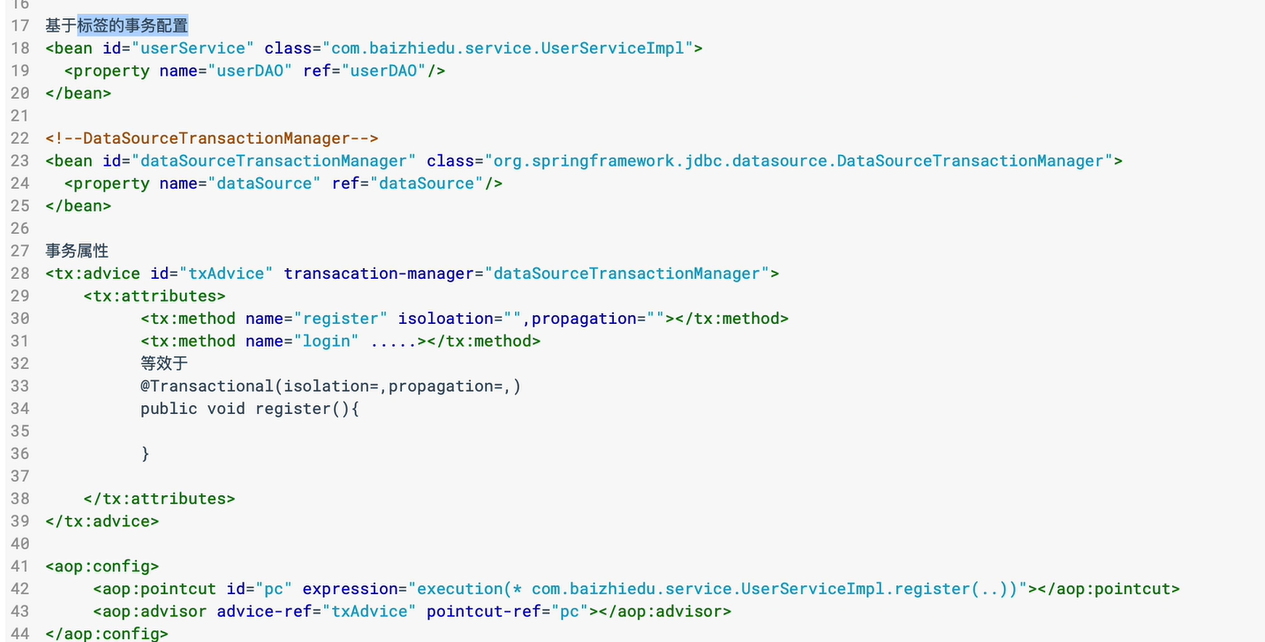 16
17 基于标签的事务配置
18 <bean id="userService" class="com.baizhiedu.service.UserServiceImpl">
19   <property name="userDAO" ref="userDAO"/>
20 </bean>
21
22 <!--DataSourceTransactionManager-->
23 <bean id="dataSourceTransactionManager" class="org.springframework.jdbc.datasource.DataSourceTransactionManager">
24   <property name="dataSource" ref="dataSource"/>
25 </bean>
26
27 事务属性
28 <tx:advice id="txAdvice" transacation-manager="dataSourceTransactionManager">
29     <tx:attributes>
30           <tx:method name="register" isoloation="",propagation=""></tx:method>
31           <tx:method name="login" .....></tx:method>
32           等效于
33           @Transactional(isolation=,propagation=,)
34           public void register(){
35
36           }
37
38     </tx:attributes>
39 </tx:advice>
40
41 <aop:config>
42      <aop:pointcut id="pc" expression="execution(* com.baizhiedu.service.UserServiceImpl.register(..))"></aop:pointcut>
43      <aop:advisor advice-ref="txAdvice" pointcut-ref="pc"></aop:advisor>
44 </aop:config>